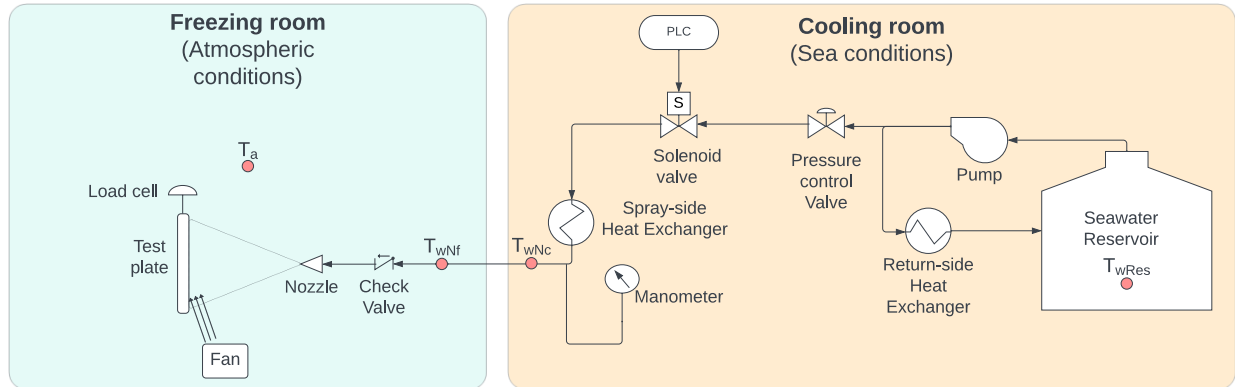 Freezing room
(Atmospheric
conditions)
Cooling room
(Sea conditions)
PLC
S
Solenoid
valve
Pressure
control
Valve
Pump
Ta
Load cell
Test
plate
Fan
Nozzle
Check
Valve
TwNf
TwNc
Spray-side
Heat Exchanger
Manometer
Return-side
Heat
Exchanger
Seawater
Reservoir
TwRes